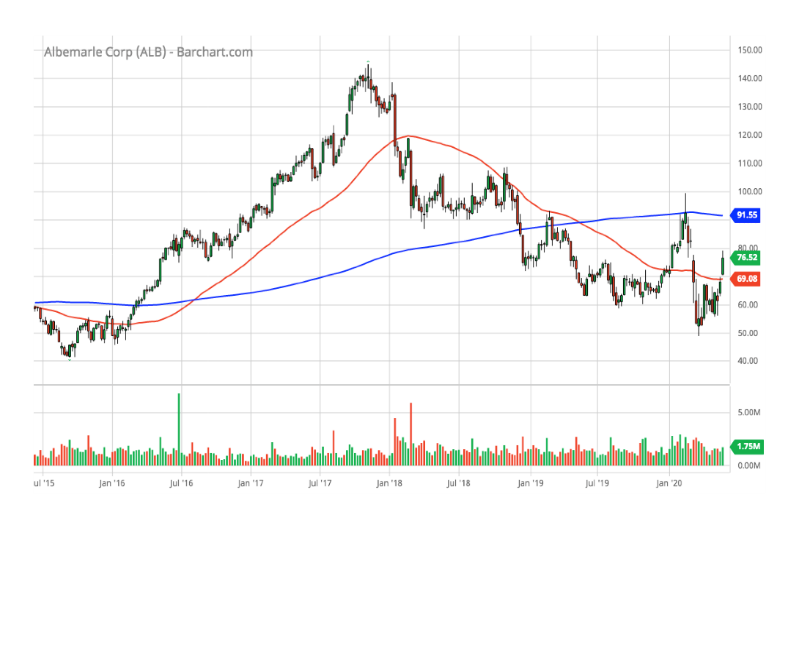 Albemarle Corp (ALB) - Barchart.com
150.00
140.00
130.00
120.00
110.00
100.00
91.55
80.00
76.52
69.08
60.00
50.00
40.00
5.00M
1.75M
0.00M
ul '15 Jan '16 Jul '16 Jan '17 Jul '17 Jan '18 Jul '18 Jan '19 Jul '19 Jan '20